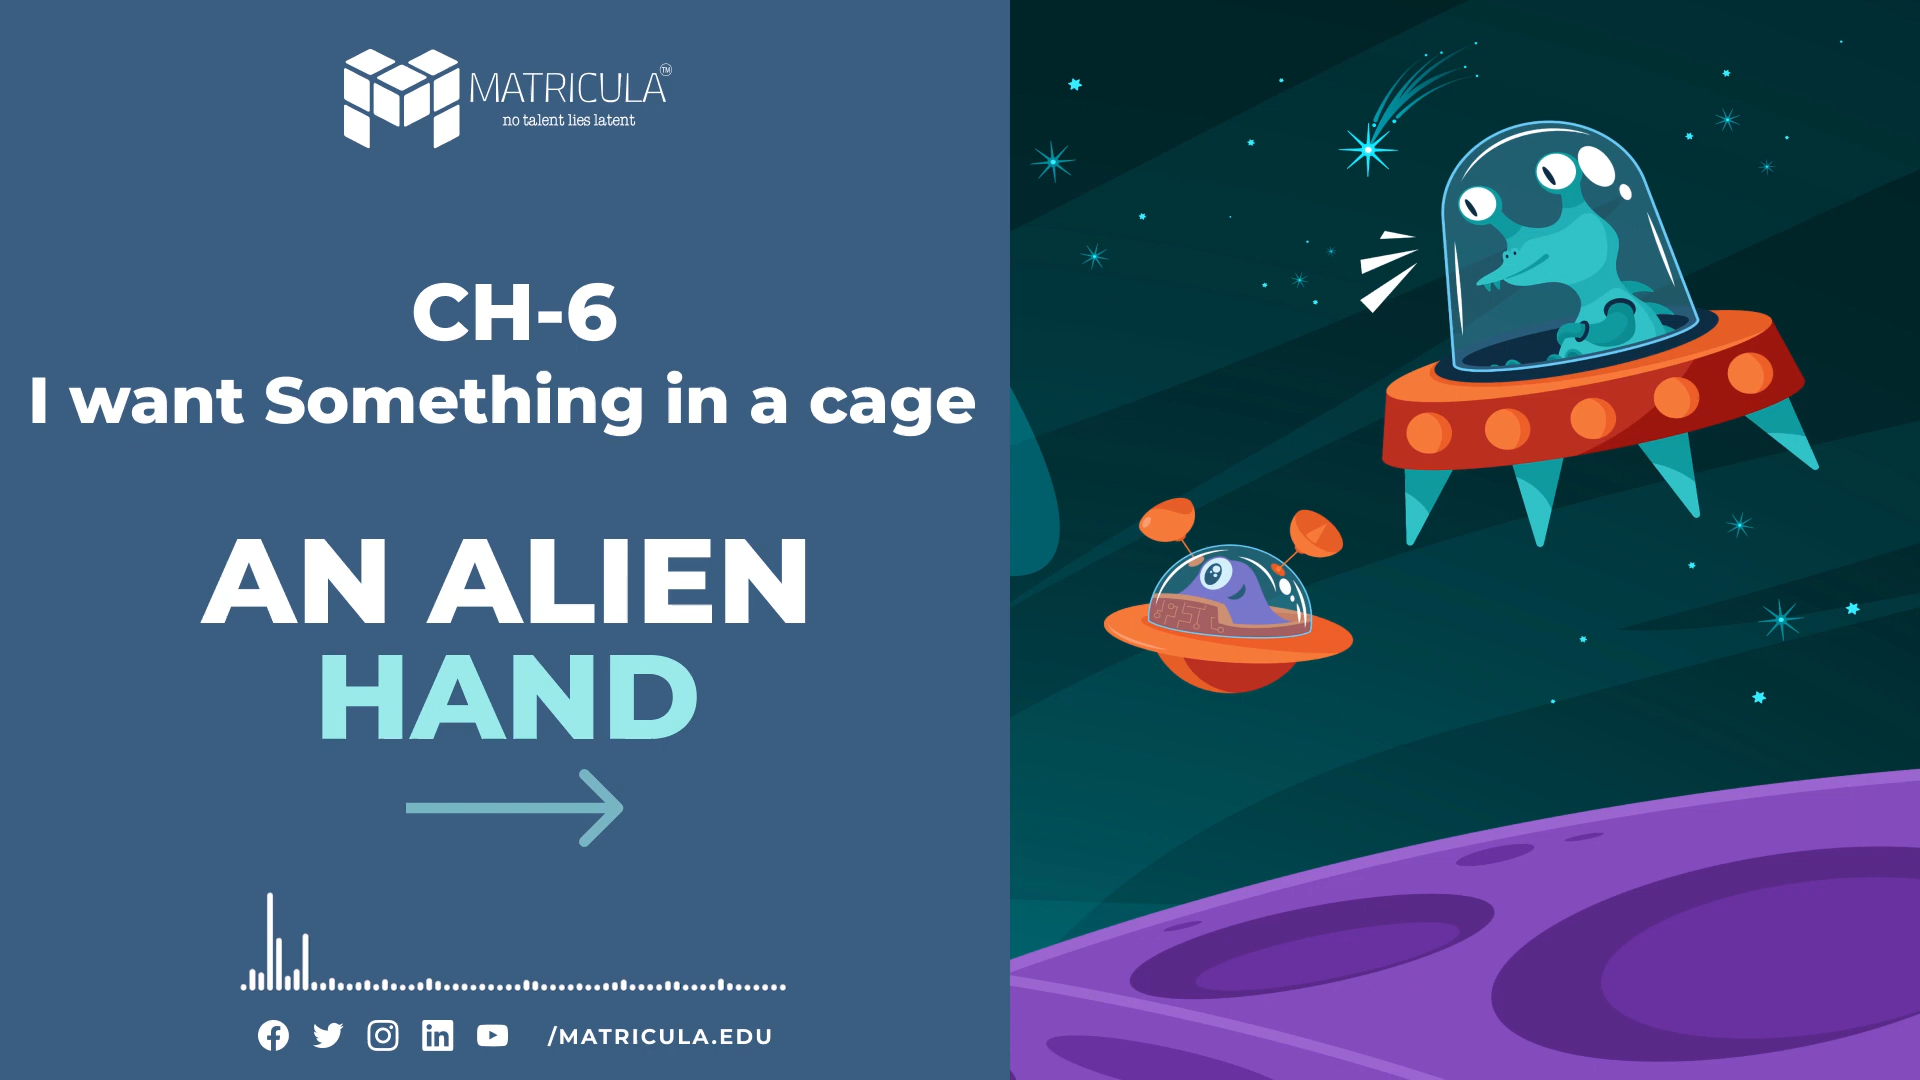 MATRICULA™
no talent lies latent
CH-6
I want Something in a cage
AN ALIEN
HAND
/MATRICULA.EDU